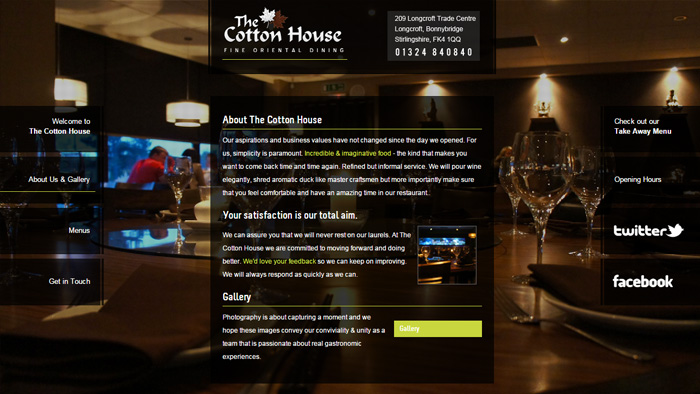 The
Cotton House
FINE ORIENTAL DINING
209 Longcroft Trade Centre
Longcroft, Bonnybridge
Stirlingshire, FK4 1QQ
01324 840840
Welcome to
The Cotton House
About Us & Gallery
Menus
Get in Touch
About The Cotton House
Our aspirations and business values have not changed since the day we opened. For
us, simplicity is paramount. Incredible & imaginative food - the kind that makes you
want to come back time and time again. Refined but informal service. We will pour wine
elegantly, shred aromatic duck like master craftsmen but more importantly make sure
that you feel comfortable and have an amazing time in our restaurant.
Your satisfaction is our total aim.
We can assure you that we will never rest on our laurels. At The
Cotton House we are committed to moving forward and doing
better. We'd love your feedback so we can keep on improving.
We will always respond as quickly as we can.
Gallery
Photography is about capturing a moment and we
hope these images convey our conviviality & unity as a
team that is passionate about real gastronomic
experiences.
Gallery
Check out our
Take Away Menu
Opening Hours
twitter
facebook